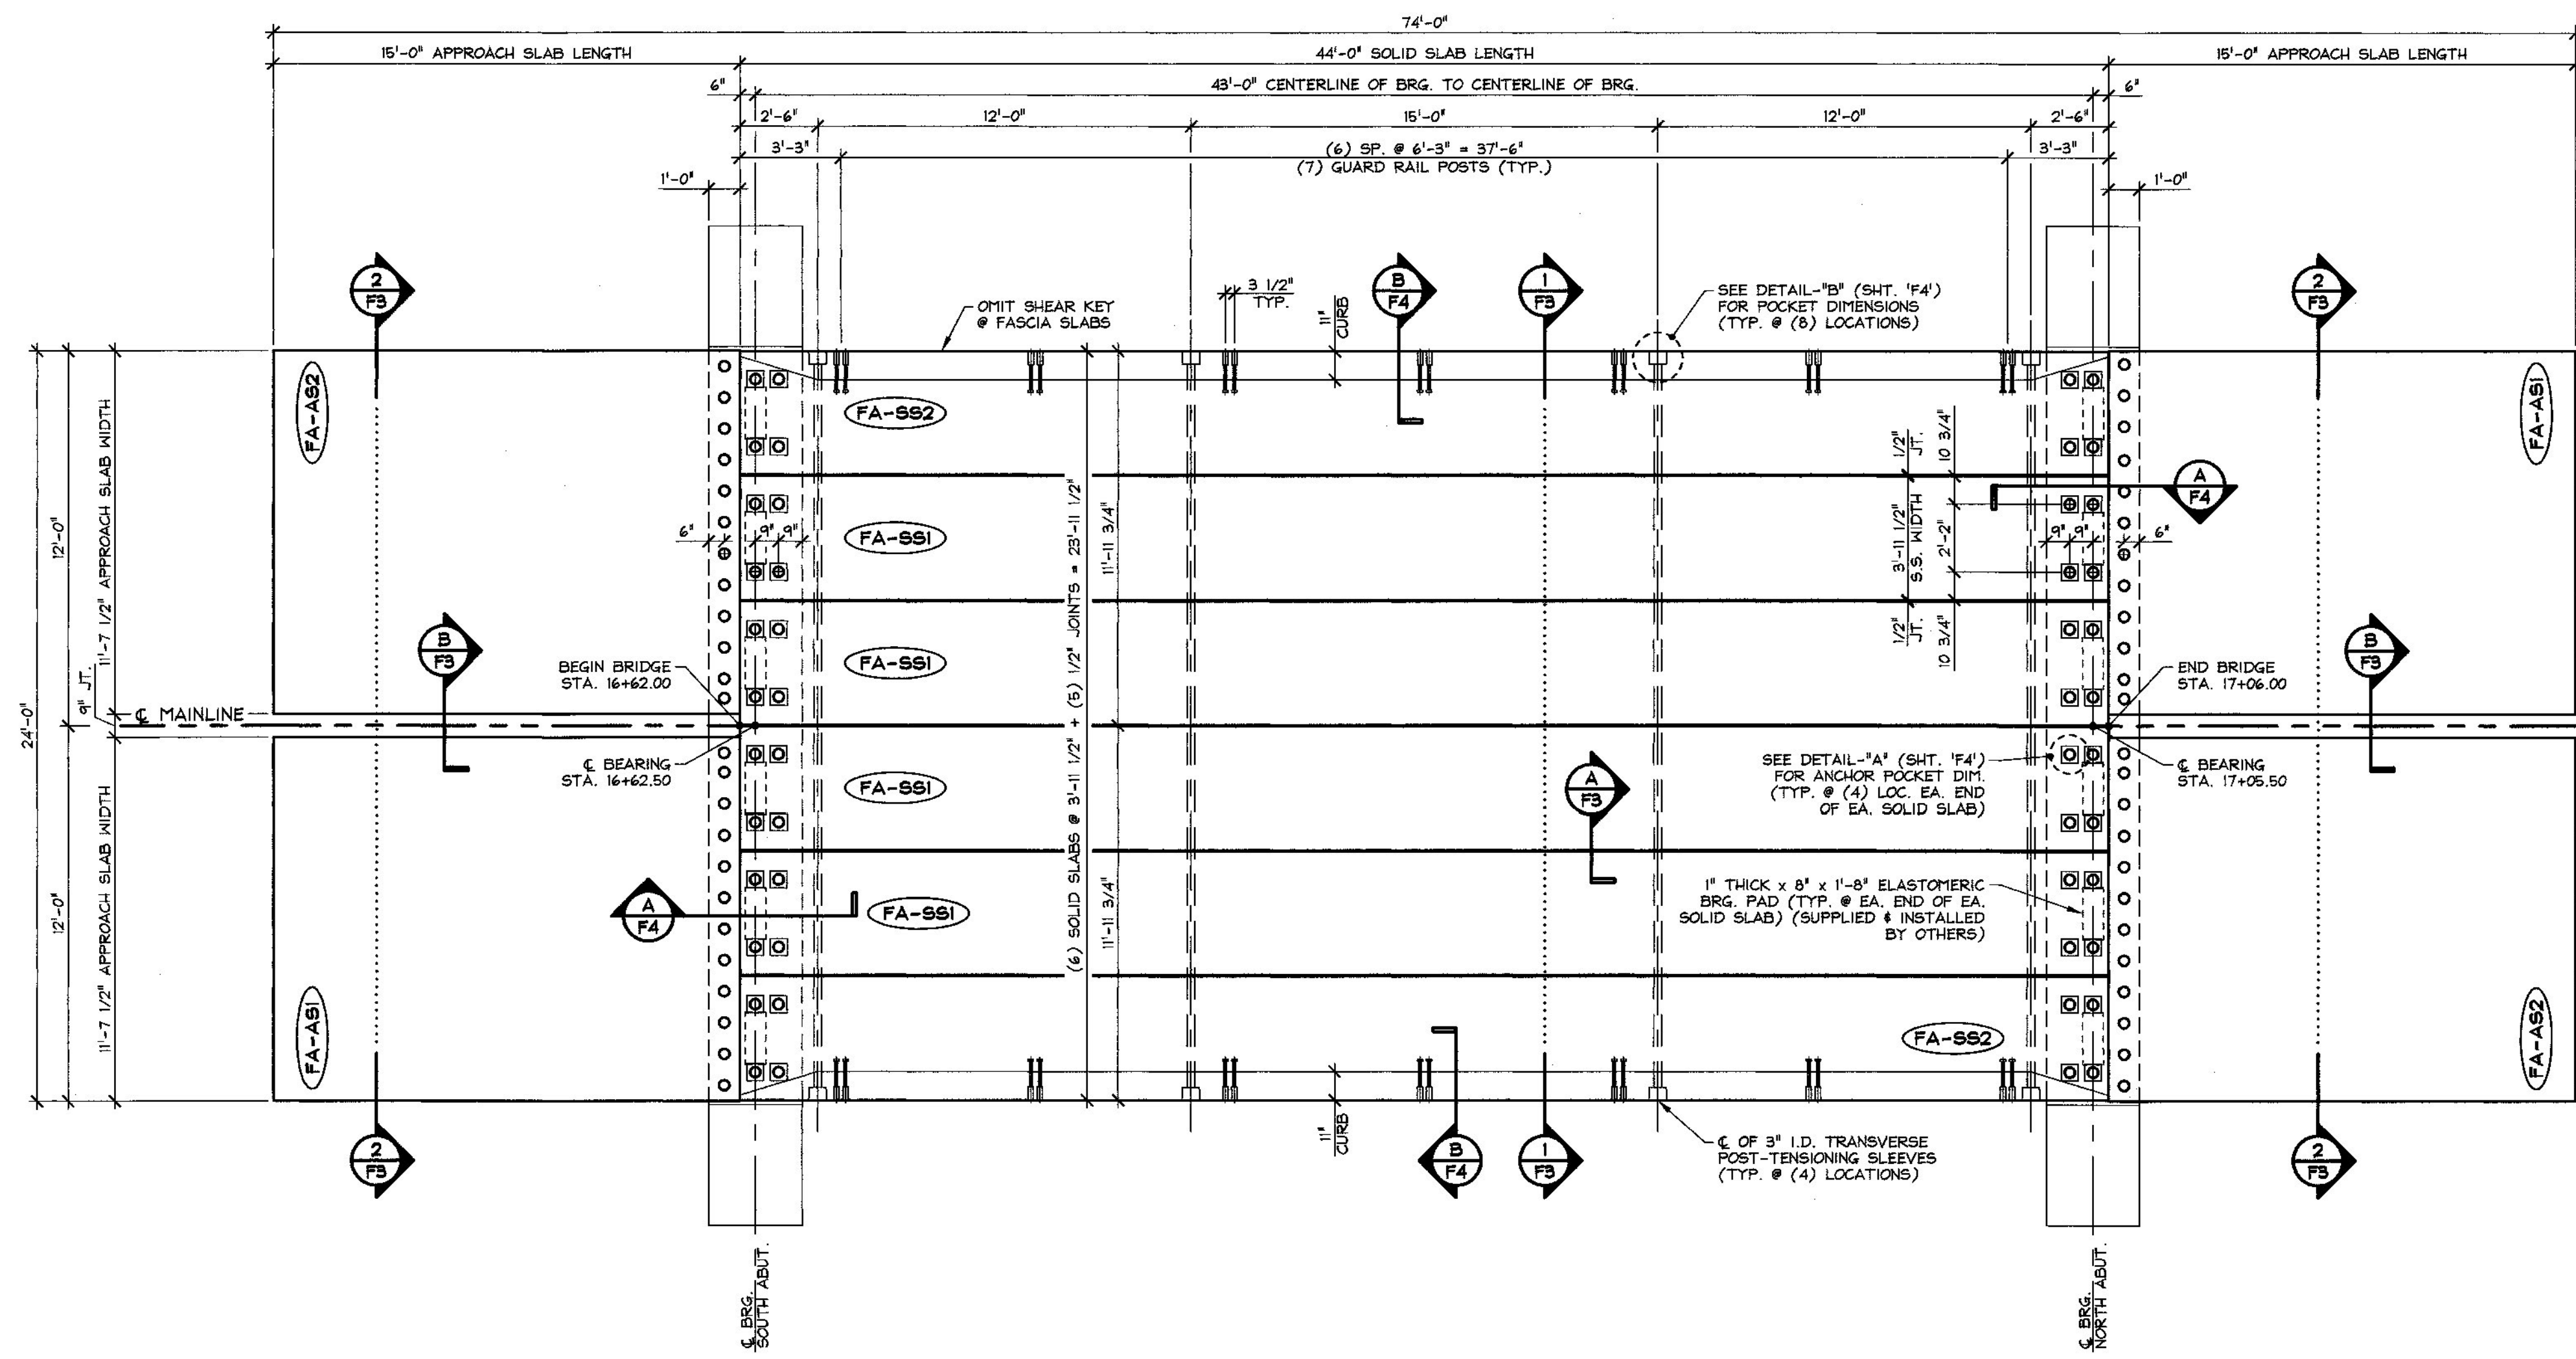 74'-0"
15'-0" APPROACH SLAB LENGTH
44'-0" SOLID SLAB LENGTH
15'-0" APPROACH SLAB LENGTH
6"
43'-0" CENTERLINE OF BRG. TO CENTERLINE OF BRG.
6"
2'-6"
12'-0"
15'-0"
12'-0"
2'-6"
3'-3"
(6) SP. @ 6'-3" = 37'-6"
(7) GUARD RAIL POSTS (TYP.)
3'-3"
1'-0"
1'-0"
2
F3
OMIT SHEAR KEY
@ FASCIA SLABS
3 1/2"
TYP.
11"
CURB
B
F4
1
F3
SEE DETAIL-"B" (SHT. 'F4')
FOR POCKET DIMENSIONS
(TYP. @ (8) LOCATIONS)
2
F3
FA-AS2
FA-SS2
FA-AS1
24'-0"
12'-0"
12'-0"
9" JT.
11'-7 1/2" APPROACH SLAB WIDTH
11'-7 1/2" APPROACH SLAB WIDTH
FA-SS1
6"
9"
9"
(6) SOLID SLABS @ 3'-11 1/2" + (5) 1/2" JOINTS = 23'-11 1/2"
11'-11 3/4"
11'-11 3/4"
1/2"
JT.
10 3/4"
3'-11 1/2"
S.S. WIDTH
2'-2"
1/2"
JT.
10 3/4"
A
F4
9"
9"
6"
B
F3
FA-SS1
BEGIN BRIDGE
STA. 16+62.00
END BRIDGE
STA. 17+06.00
B
F3
℄ MAINLINE
℄ BEARING
STA. 16+62.50
FA-SS1
A
F3
SEE DETAIL-"A" (SHT. 'F4')
FOR ANCHOR POCKET DIM.
(TYP. @ (4) LOC. EA. END
OF EA. SOLID SLAB)
℄ BEARING
STA. 17+05.50
A
F4
FA-SS1
1" THICK x 8" x 1'-8" ELASTOMERIC
BRG. PAD (TYP. @ EA. END OF EA.
SOLID SLAB) (SUPPLIED & INSTALLED
BY OTHERS)
FA-AS1
FA-SS2
FA-AS2
2
F3
11"
CURB
B
F4
1
F3
℄ OF 3" I.D. TRANSVERSE
POST-TENSIONING SLEEVES
(TYP. @ (4) LOCATIONS)
2
F3
℄ BRG.
SOUTH ABUT.
℄ BRG.
NORTH ABUT.